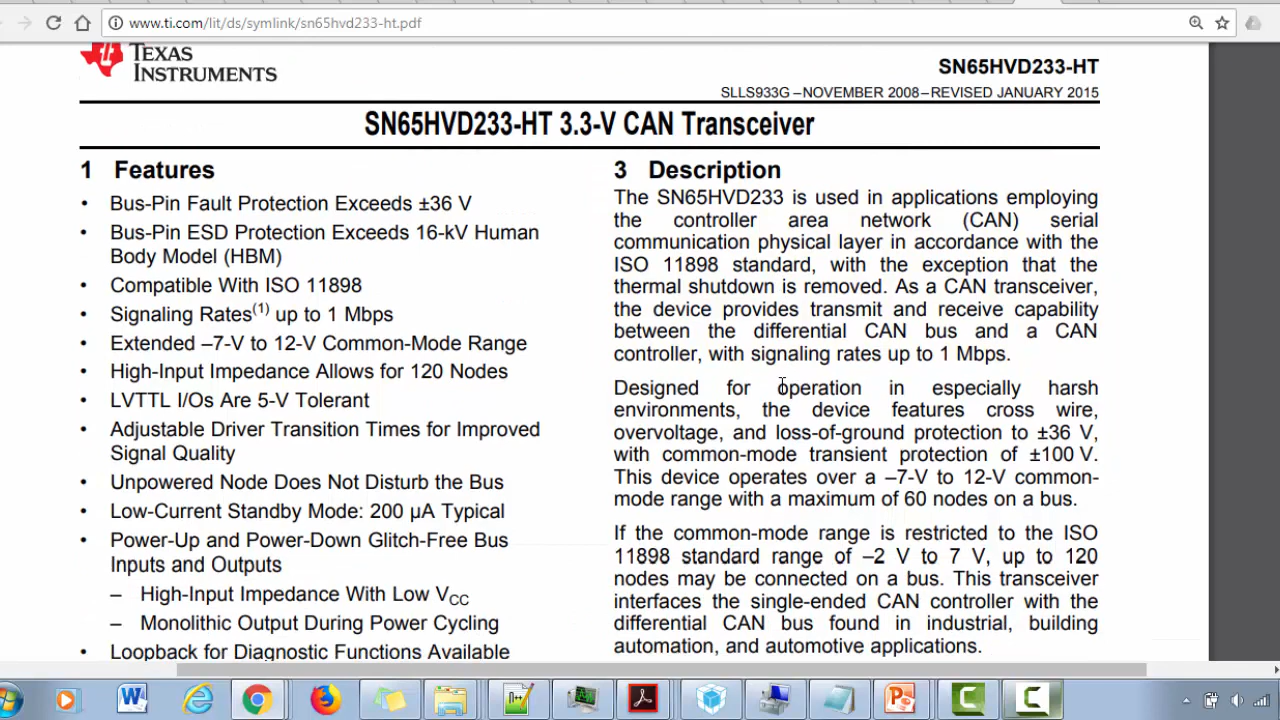 www.ti.com/lit/ds/symlink/sn65hvd233-ht.pdf
TEXAS
INSTRUMENTS
SN65HVD233-HT
SLLS933G –NOVEMBER 2008–REVISED JANUARY 2015
SN65HVD233-HT 3.3-V CAN Transceiver
1 Features
• Bus-Pin Fault Protection Exceeds ±36 V
• Bus-Pin ESD Protection Exceeds 16-kV Human
Body Model (HBM)
• Compatible With ISO 11898
• Signaling Rates(1) up to 1 Mbps
• Extended –7-V to 12-V Common-Mode Range
• High-Input Impedance Allows for 120 Nodes
• LVTTL I/Os Are 5-V Tolerant
• Adjustable Driver Transition Times for Improved
Signal Quality
• Unpowered Node Does Not Disturb the Bus
• Low-Current Standby Mode: 200 µA Typical
• Power-Up and Power-Down Glitch-Free Bus
Inputs and Outputs
– High-Input Impedance With Low VCC
– Monolithic Output During Power Cycling
• Loopback for Diagnostic Functions Available
3 Description
The SN65HVD233 is used in applications employing
the controller area network (CAN) serial
communication physical layer in accordance with the
ISO 11898 standard, with the exception that the
thermal shutdown is removed. As a CAN transceiver,
the device provides transmit and receive capability
between the differential CAN bus and a CAN
controller, with signaling rates up to 1 Mbps.
Designed for operation in especially harsh
environments, the device features cross wire,
overvoltage, and loss-of-ground protection to ±36 V,
with common-mode transient protection of ±100 V.
This device operates over a –7-V to 12-V common-
mode range with a maximum of 60 nodes on a bus.
If the common-mode range is restricted to the ISO
11898 standard range of –2 V to 7 V, up to 120
nodes may be connected on a bus. This transceiver
interfaces the single-ended CAN controller with the
differential CAN bus found in industrial, building
automation, and automotive applications.